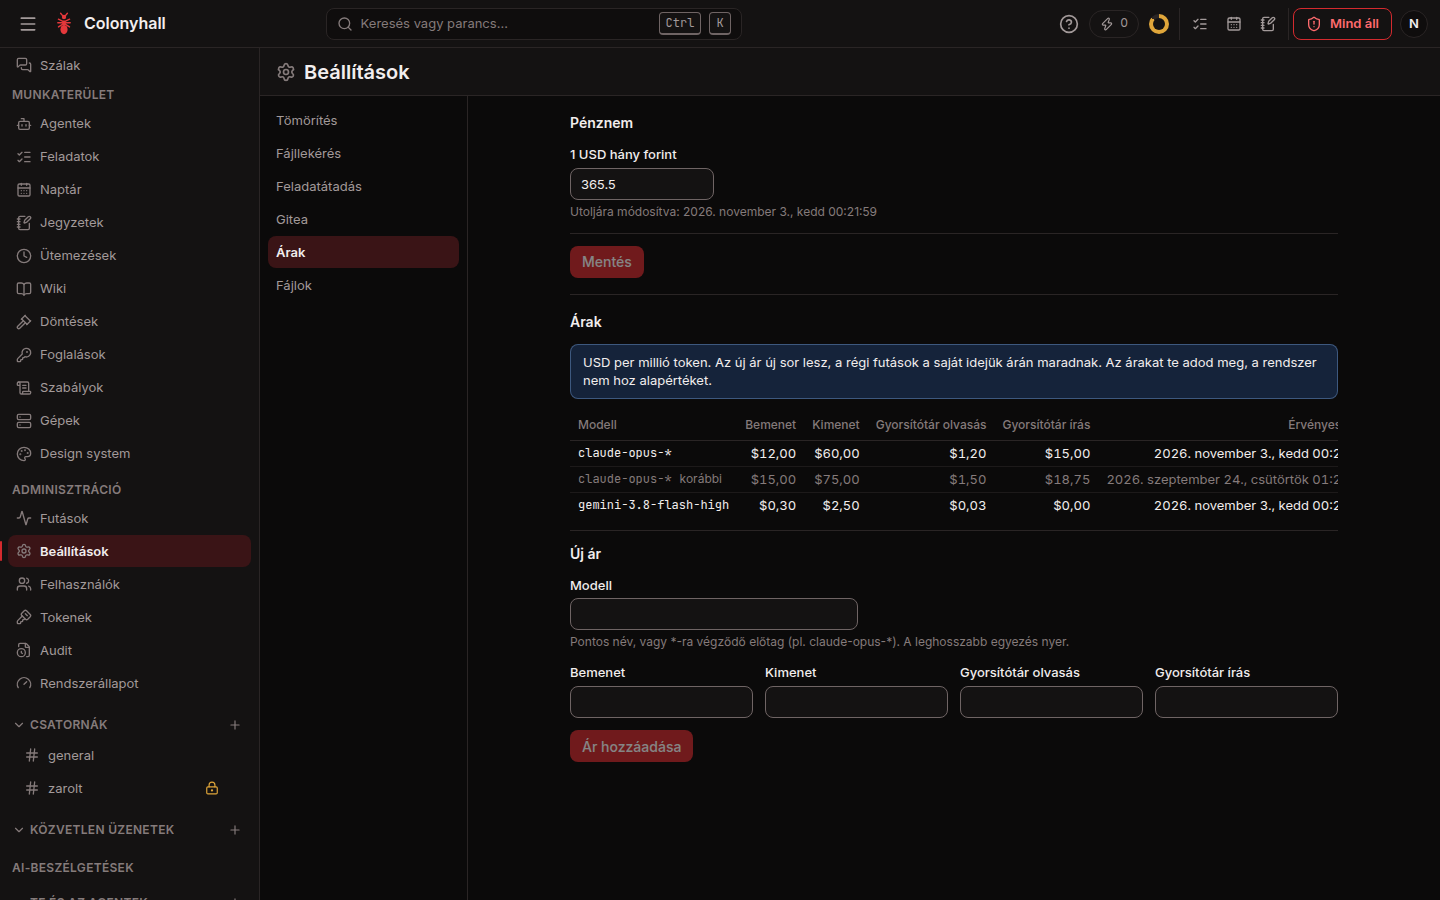 Colonyhall
Keresés vagy parancs...
Ctrl K
0
Mind áll
N
Szálak
MUNKATERÜLET
Agentek
Feladatok
Naptár
Jegyzetek
Ütemezések
Wiki
Döntések
Foglalások
Szabályok
Gépek
Design system
ADMINISZTRÁCIÓ
Futások
Beállítások
Felhasználók
Tokenek
Audit
Rendszerállapot
CSATORNÁK
general
zarolt
KÖZVETLEN ÜZENETEK
AI-BESZÉLGETÉSEK
Beállítások
Tömörítés
Fájllekérés
Feladatátadás
Gitea
Árak
Fájlok
Pénznem
1 USD hány forint
365.5
Utoljára módosítva: 2026. november 3., kedd 00:21:59
Mentés
Árak
USD per millió token. Az új ár új sor lesz, a régi futások a saját idejük árán maradnak. Az árakat te adod meg, a rendszer
nem hoz alapértéket.
Modell Bemenet Kimenet Gyorsítótár olvasás Gyorsítótár írás Érvényes
claude-opus-* $12,00 $60,00 $1,20 $15,00 2026. november 3., kedd 00:2
claude-opus-* korábbi $15,00 $75,00 $1,50 $18,75 2026. szeptember 24., csütörtök 01:2
gemini-3.8-flash-high $0,30 $2,50 $0,03 $0,00 2026. november 3., kedd 00:2
Új ár
Modell
Pontos név, vagy *-ra végződő előtag (pl. claude-opus-*). A leghosszabb egyezés nyer.
Bemenet Kimenet Gyorsítótár olvasás Gyorsítótár írás
Ár hozzáadása